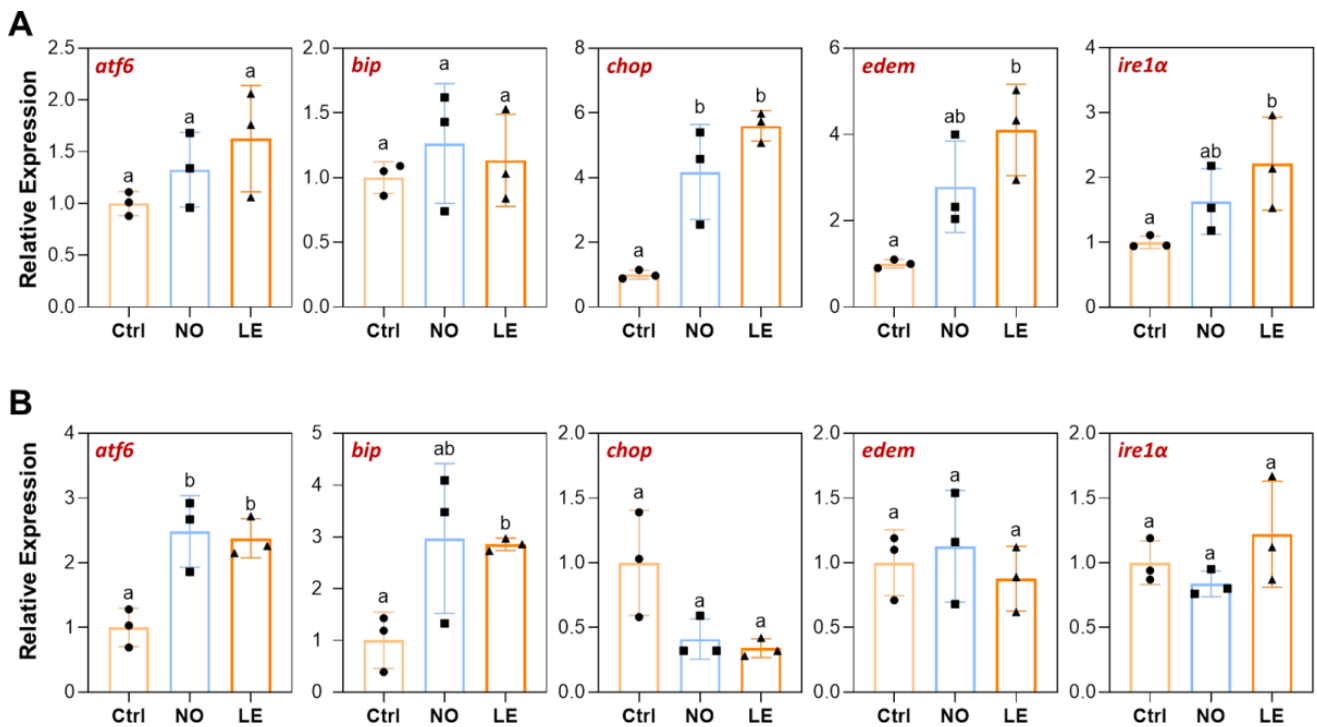 A
Relative Expression
atf6
2.5
2.0
1.5
1.0
0.5
0.0
a
a
a
Ctrl NO LE
bip
2.0
1.5
1.0
0.5
0.0
a
a
a
Ctrl NO LE
chop
8
6
4
2
0
a
b
b
Ctrl NO LE
edem
6
4
2
0
a
ab
b
Ctrl NO LE
ire1α
4
3
2
1
0
a
ab
b
Ctrl NO LE
B
Relative Expression
atf6
4
3
2
1
0
a
b
b
Ctrl NO LE
bip
5
4
3
2
1
0
a
ab
b
Ctrl NO LE
chop
2.0
1.5
1.0
0.5
0.0
a
a
a
Ctrl NO LE
edem
2.0
1.5
1.0
0.5
0.0
a
a
a
Ctrl NO LE
ire1α
2.0
1.5
1.0
0.5
0.0
a
a
a
Ctrl NO LE